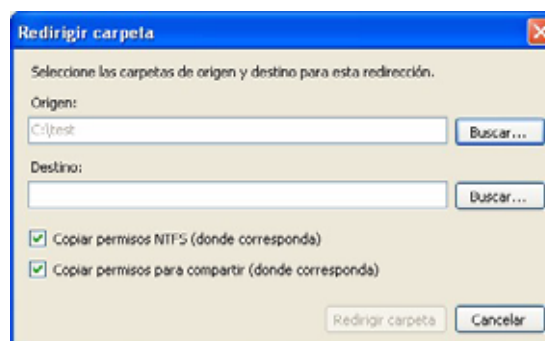 Redirigir carpeta
Seleccione las carpetas de origen y destino para esta redirección.
Origen:
C:\test
Buscar...
Destino:
Buscar...
Copiar permisos NTFS (donde corresponda)
Copiar permisos para compartir (donde corresponda)
Redirigir carpeta
Cancelar